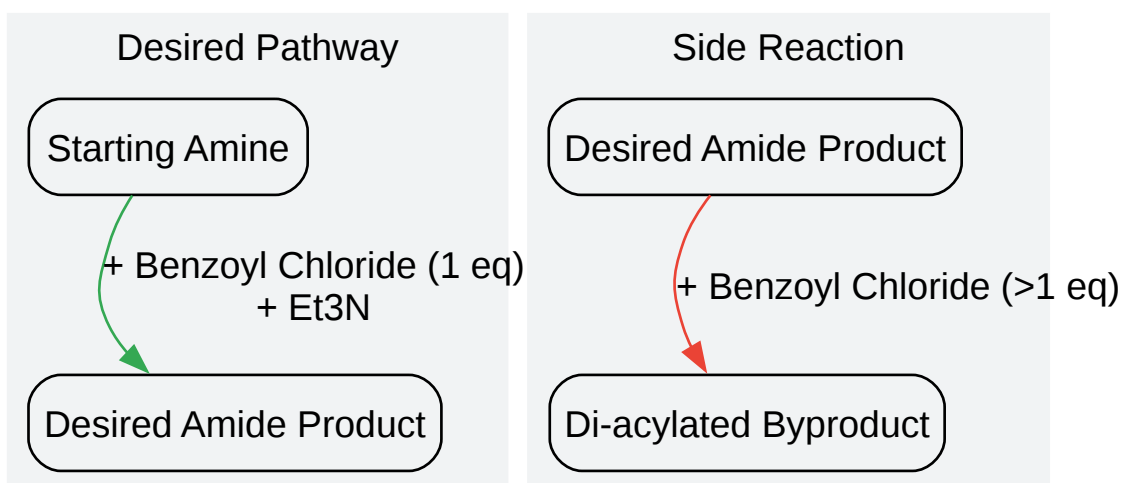 Desired Pathway
Starting Amine
+ Benzoyl Chloride (1 eq)
+ Et3N
Desired Amide Product
Side Reaction
Desired Amide Product
+ Benzoyl Chloride (>1 eq)
Di-acylated Byproduct